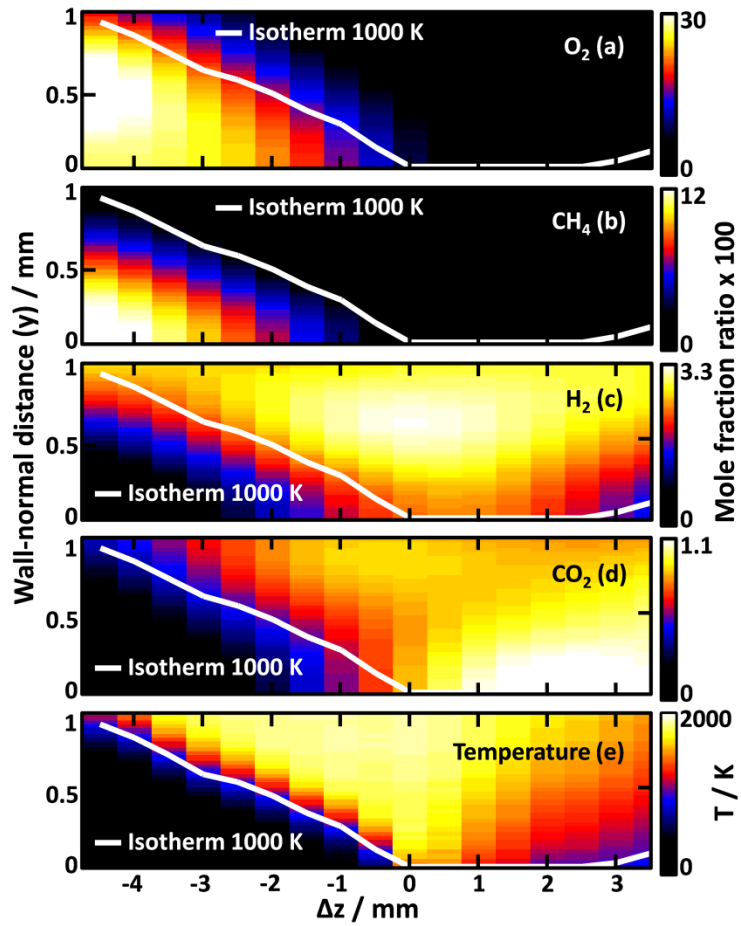 1
0.5
0
Isotherm 1000 K
O₂ (a)
30
0
1
0.5
0
Isotherm 1000 K
CH₄ (b)
12
0
1
0.5
0
Isotherm 1000 K
H₂ (c)
3.3
0
1
0.5
0
Isotherm 1000 K
CO₂ (d)
1.1
0
1
0.5
0
Isotherm 1000 K
Temperature (e)
2000
0
Wall-normal distance (y) / mm
Mole fraction ratio x 100
T / K
-4 -3 -2 -1 0 1 2 3
Δz / mm